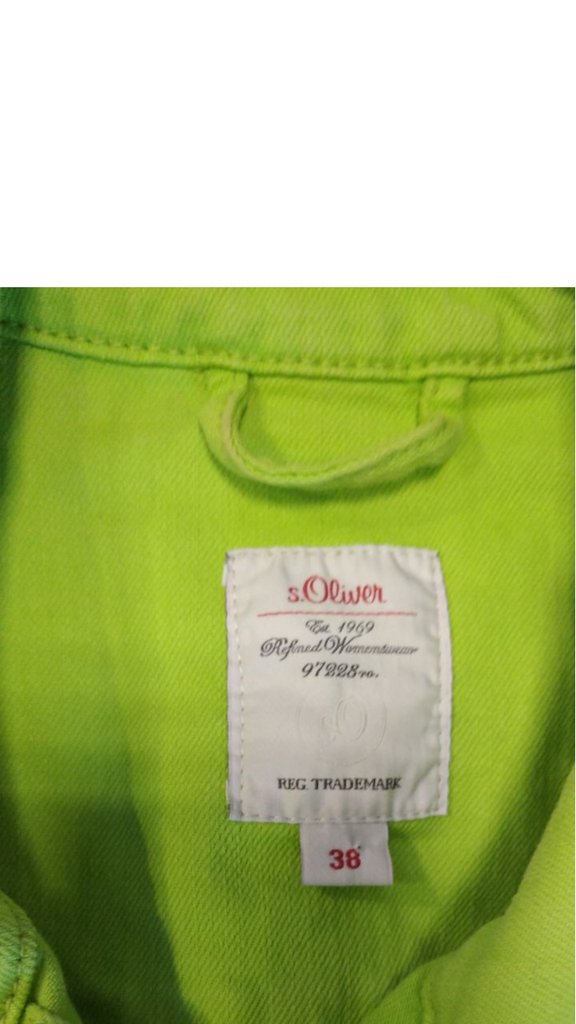 s.Oliver
Est. 1969
Refined Womenswear
97228 ro.
REG. TRADEMARK
38